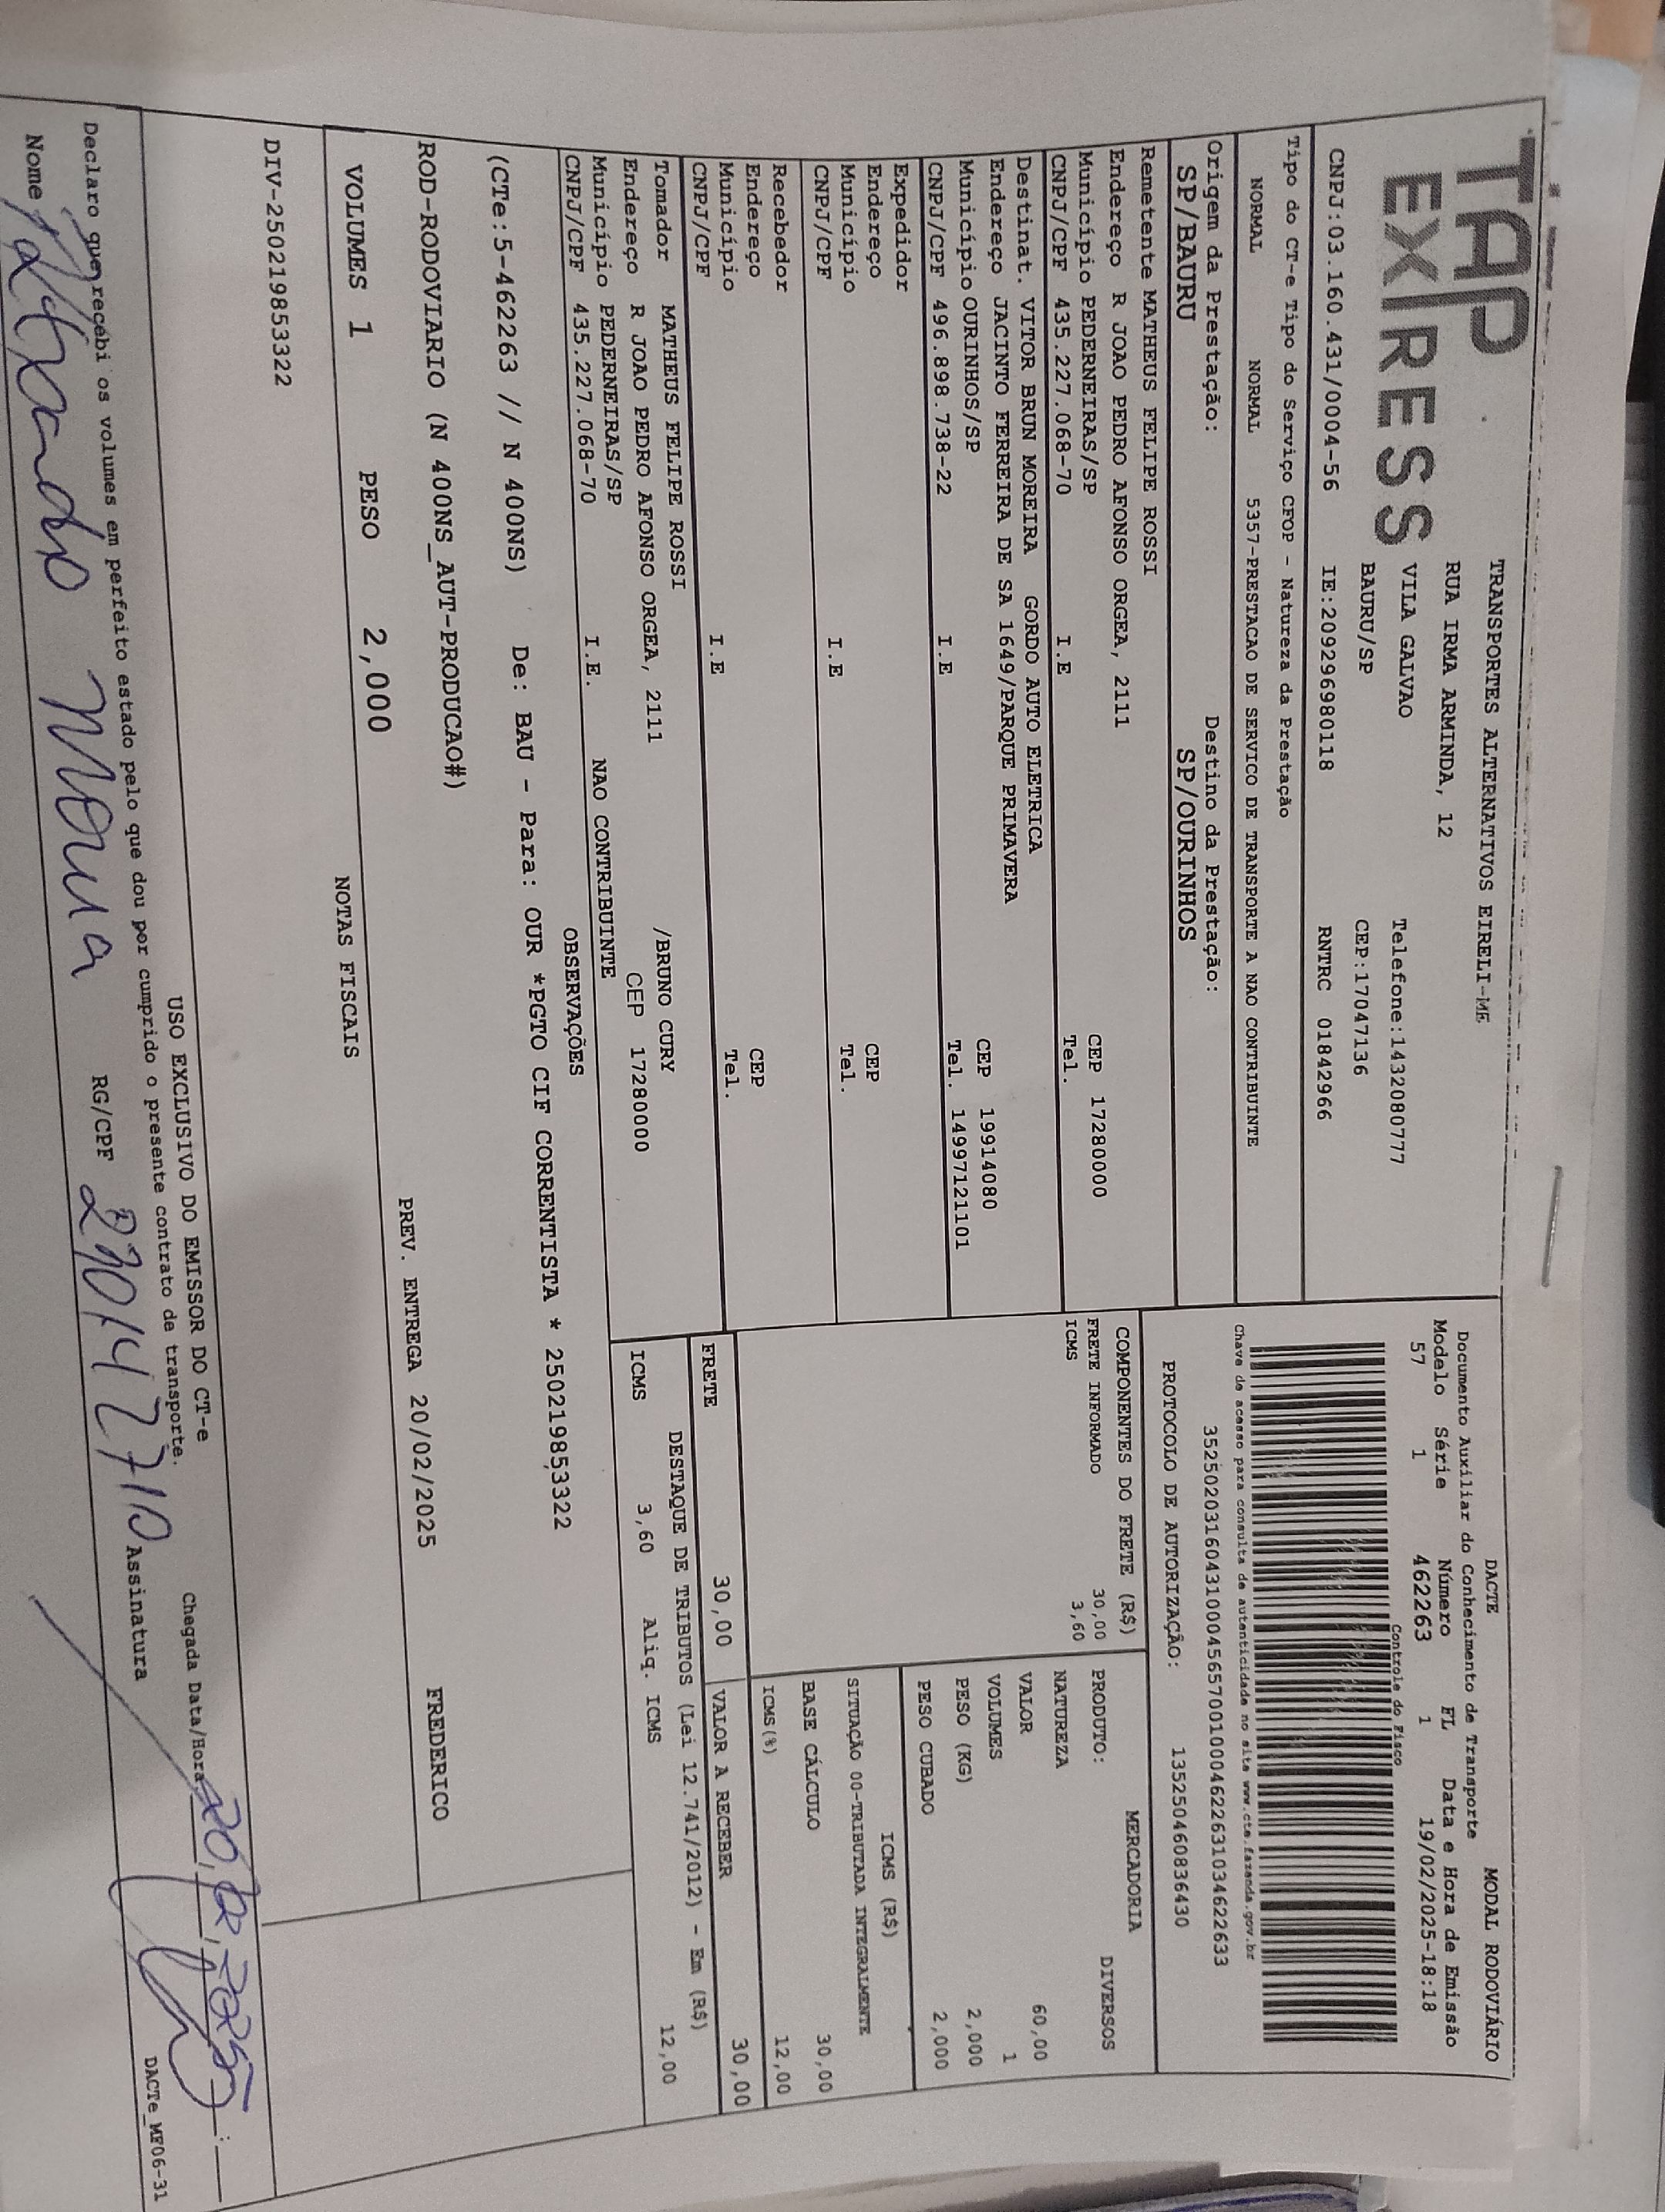 TAP
EXPRESS
TRANSPORTES ALTERNATIVOS EIRELI-ME
RUA IRMA ARMINDA, 12
VILA GALVAO
Telefone:1432080777
BAURU/SP
CEP:17047136
CNPJ:03.160.431/0004-56 IE:209296980118 RNTRC 01842966
DACTE MODAL RODOVIÁRIO
Documento Auxiliar do Conhecimento de Transporte
Modelo Série Número FL Data e Hora de Emissão
57 1 462263 1 19/02/2025-18:18
Controle do Fisco
Chave de acesso para consulta de autenticidade no site www.cte.fazenda.gov.br
35250203160431000456570010004622631034622633
PROTOCOLO DE AUTORIZAÇÃO: 135250460836430
Tipo do CT-e Tipo do Serviço CFOP - Natureza da Prestação
NORMAL NORMAL 5357-PRESTACAO DE SERVICO DE TRANSPORTE A NAO CONTRIBUINTE
Origem da Prestação: Destino da Prestação:
SP/BAURU SP/OURINHOS
Remetente MATHEUS FELIPE ROSSI
Endereço R JOAO PEDRO AFONSO ORGEA, 2111
Município PEDERNEIRAS/SP CEP 17280000
CNPJ/CPF 435.227.068-70 I.E Tel.
Destinat. VITOR BRUN MOREIRA GORDO AUTO ELETRICA
Endereço JACINTO FERREIRA DE SA 1649/PARQUE PRIMAVERA
Município OURINHOS/SP CEP 19914080
CNPJ/CPF 496.898.738-22 I.E Tel. 14997121101
Expedidor
Endereço
Município CEP
CNPJ/CPF I.E Tel.
Recebedor
Endereço
Município CEP
CNPJ/CPF I.E Tel.
Tomador MATHEUS FELIPE ROSSI /BRUNO CURY
Endereço R JOAO PEDRO AFONSO ORGEA, 2111 CEP 17280000
Município PEDERNEIRAS/SP NAO CONTRIBUINTE
CNPJ/CPF 435.227.068-70 I.E.
COMPONENTES DO FRETE (R$)
FRETE INFORMADO 30,00
ICMS 3,60
MERCADORIA
PRODUTO: DIVERSOS
NATUREZA
VALOR 60,00
VOLUMES 1
PESO (KG) 2,000
PESO CUBADO 2,000
ICMS (R$)
SITUAÇÃO 00-TRIBUTADA INTEGRALMENTE
BASE CÁLCULO 30,00
ICMS(%) 12,00
FRETE 30,00 VALOR A RECEBER 30,00
DESTAQUE DE TRIBUTOS (Lei 12.741/2012) - Em (R$)
ICMS 3,60 Aliq. ICMS 12,00
OBSERVAÇÕES
(CTe:5-462263 // N 400NS) De: BAU - Para: OUR *PGTO CIF CORRENTISTA * 250219853322
ROD-RODOVIARIO (N 400NS_AUT-PRODUCAO#)
PREV. ENTREGA 20/02/2025 FREDERICO
VOLUMES 1 PESO 2,000
NOTAS FISCAIS
DIV-250219853322
USO EXCLUSIVO DO EMISSOR DO CT-e
Declaro que recebi os volumes em perfeito estado pelo que dou por cumprido o presente contrato de transporte.
Chegada Data/Hora 20,02,2025 :
Nome Alexandro Moura RG/CPF Assinatura
DACTe_MF06-31